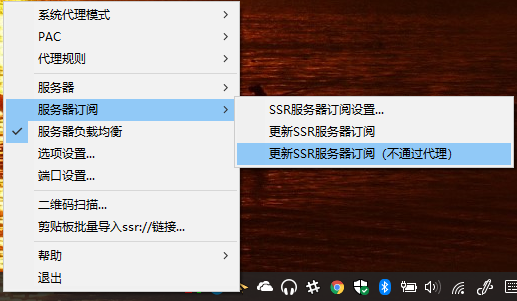 系统代理模式
PAC
代理规则
服务器
服务器订阅
服务器负载均衡
选项设置...
端口设置...
二维码扫描...
剪贴板批量导入ssr://链接...
帮助
退出
SSR服务器订阅设置...
更新SSR服务器订阅
更新SSR服务器订阅（不通过代理）